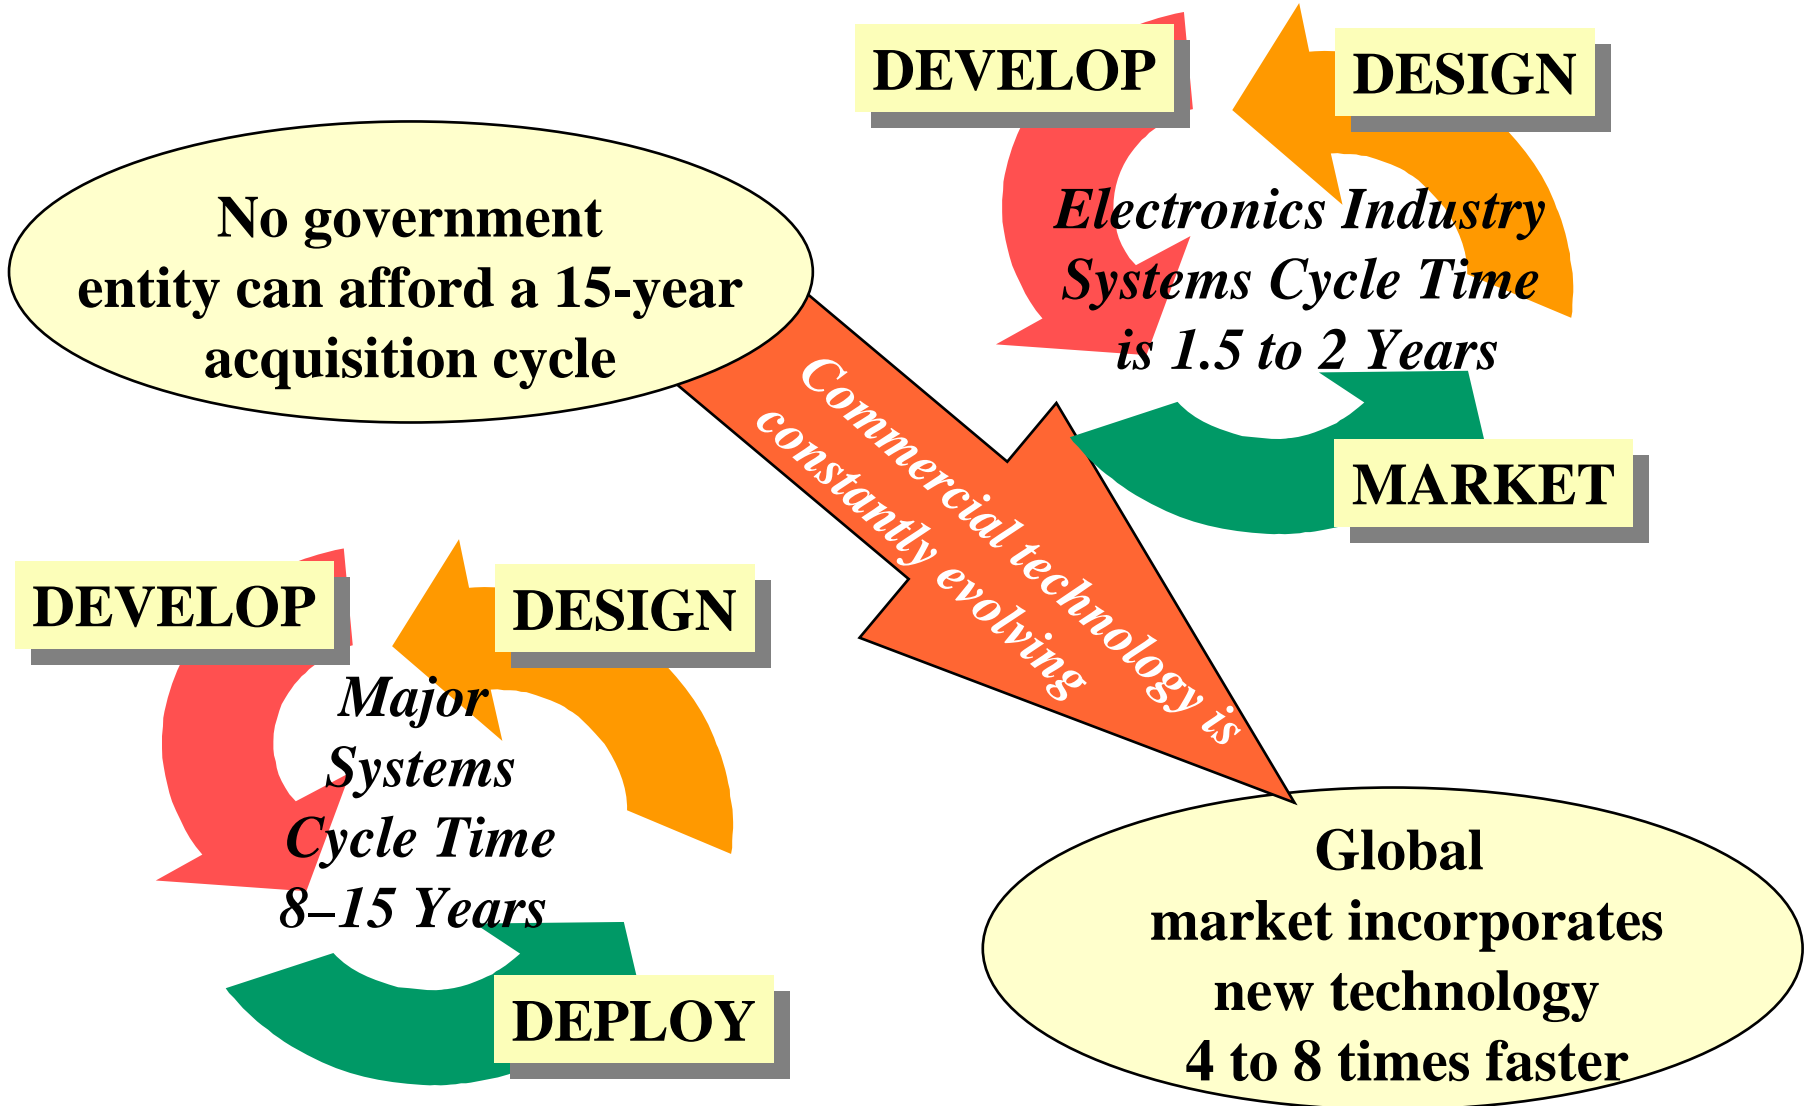 DEVELOP
DESIGN
No government
entity can afford a 15-year
acquisition cycle
Electronics Industry
Systems Cycle Time
is 1.5 to 2 Years
MARKET
Commercial technology is
constantly evolving
DEVELOP
DESIGN
Major
Systems
Cycle Time
8–15 Years
DEPLOY
Global
market incorporates
new technology
4 to 8 times faster